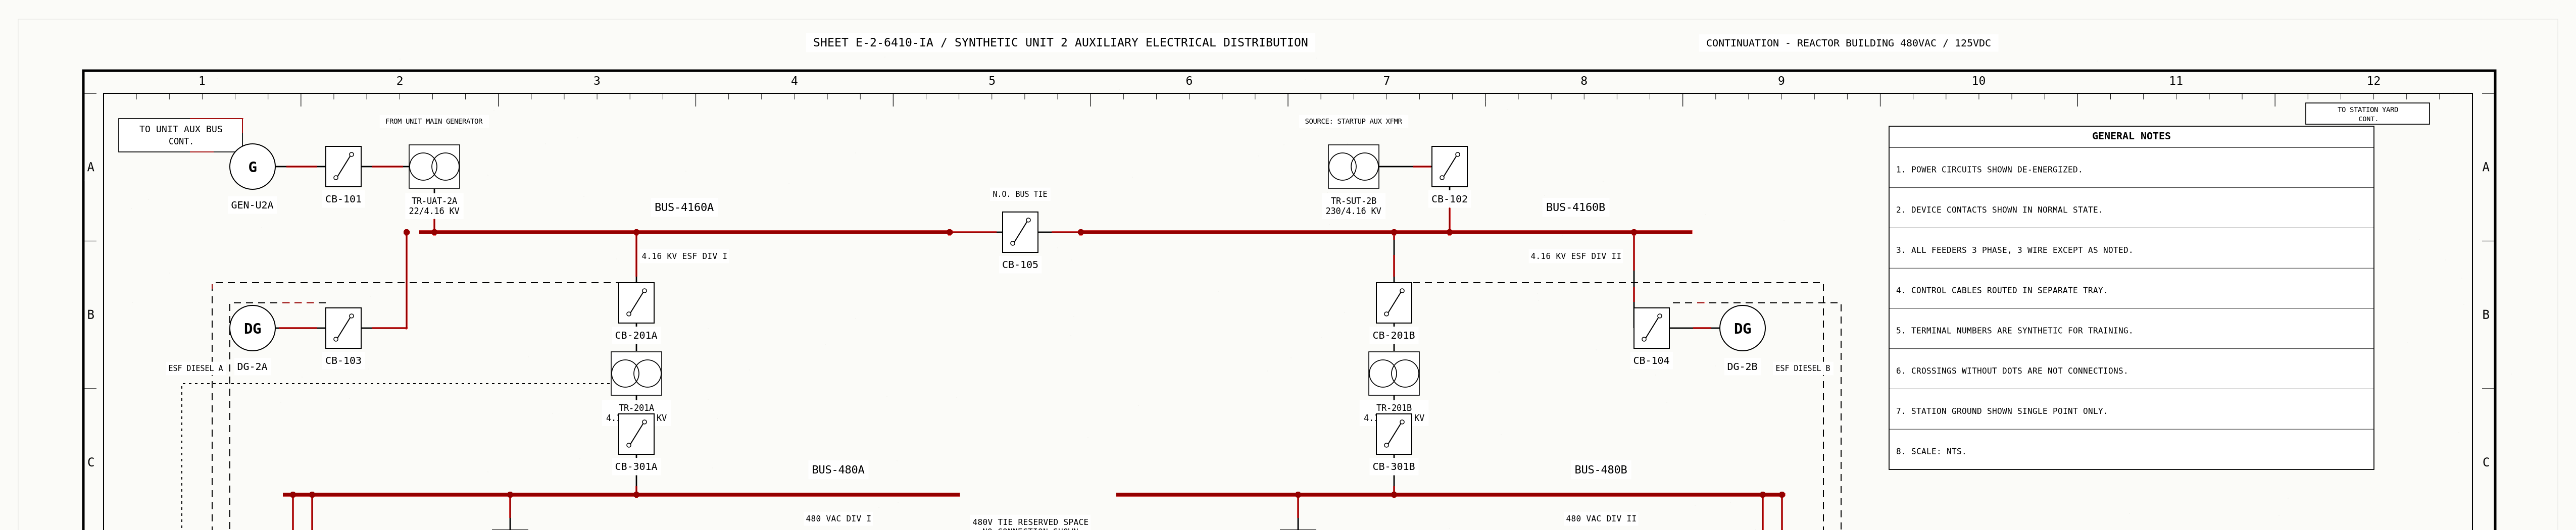 SHEET E-2-6410-IA / SYNTHETIC UNIT 2 AUXILIARY ELECTRICAL DISTRIBUTION
CONTINUATION - REACTOR BUILDING 480VAC / 125VDC
1 2 3 4 5 6 7 8 9 10 11 12
TO STATION YARD
CONT.
TO UNIT AUX BUS
CONT.
FROM UNIT MAIN GENERATOR
SOURCE: STARTUP AUX XFMR
GENERAL NOTES
A
G
GEN-U2A
CB-101
TR-UAT-2A
22/4.16 KV
BUS-4160A
N.O. BUS TIE
CB-105
TR-SUT-2B
230/4.16 KV
CB-102
BUS-4160B
A
1. POWER CIRCUITS SHOWN DE-ENERGIZED.
2. DEVICE CONTACTS SHOWN IN NORMAL STATE.
3. ALL FEEDERS 3 PHASE, 3 WIRE EXCEPT AS NOTED.
4. CONTROL CABLES ROUTED IN SEPARATE TRAY.
5. TERMINAL NUMBERS ARE SYNTHETIC FOR TRAINING.
6. CROSSINGS WITHOUT DOTS ARE NOT CONNECTIONS.
7. STATION GROUND SHOWN SINGLE POINT ONLY.
8. SCALE: NTS.
4.16 KV ESF DIV I
4.16 KV ESF DIV II
B
DG
DG-2A
ESF DIESEL A
CB-103
CB-201A
CB-201B
CB-104
DG
DG-2B
ESF DIESEL B
B
TR-201A
KV
CB-301A
TR-201B
KV
CB-301B
C
BUS-480A
BUS-480B
C
480 VAC DIV I
480V TIE RESERVED SPACE
480 VAC DIV II